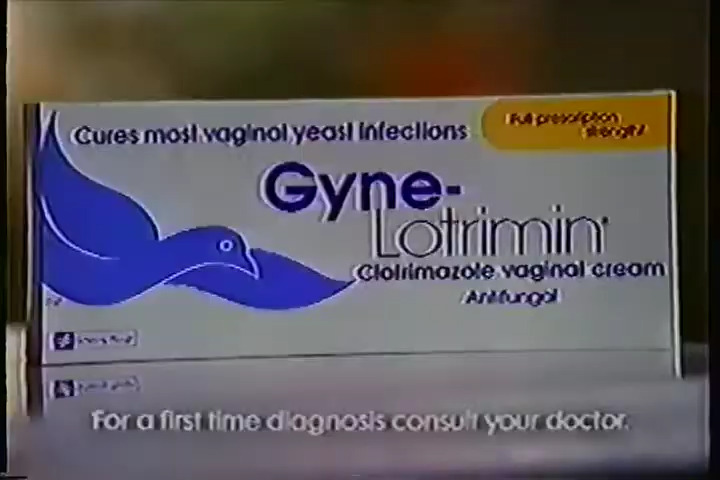 Cures most vaginal yeast infections
Full prescription
strength!
Gyne-
Lotrimin®
Clotrimazole vaginal cream
Antifungal
For a first time diagnosis consult your doctor.